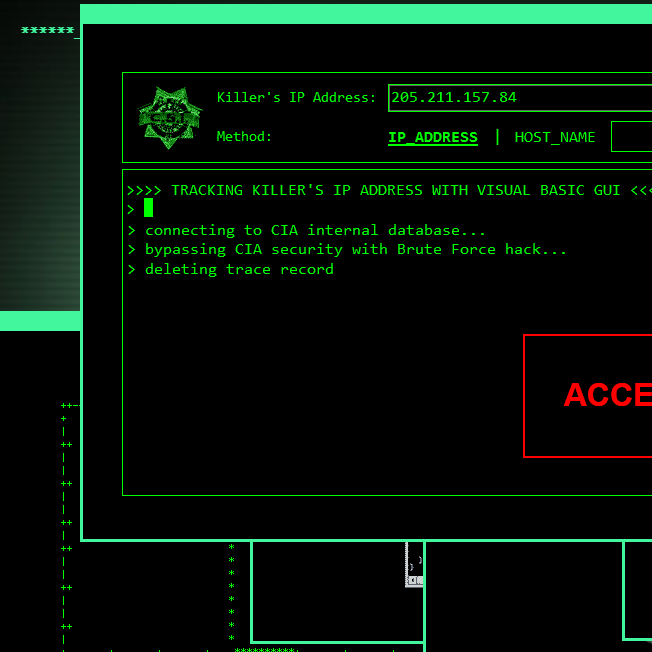 ******_
Killer's IP Address: 205.211.157.84
Method: IP_ADDRESS | HOST_NAME
>>>> TRACKING KILLER'S IP ADDRESS WITH VISUAL BASIC GUI <<<
>
> connecting to CIA internal database...
> bypassing CIA security with Brute Force hack...
> deleting trace record
ACCE